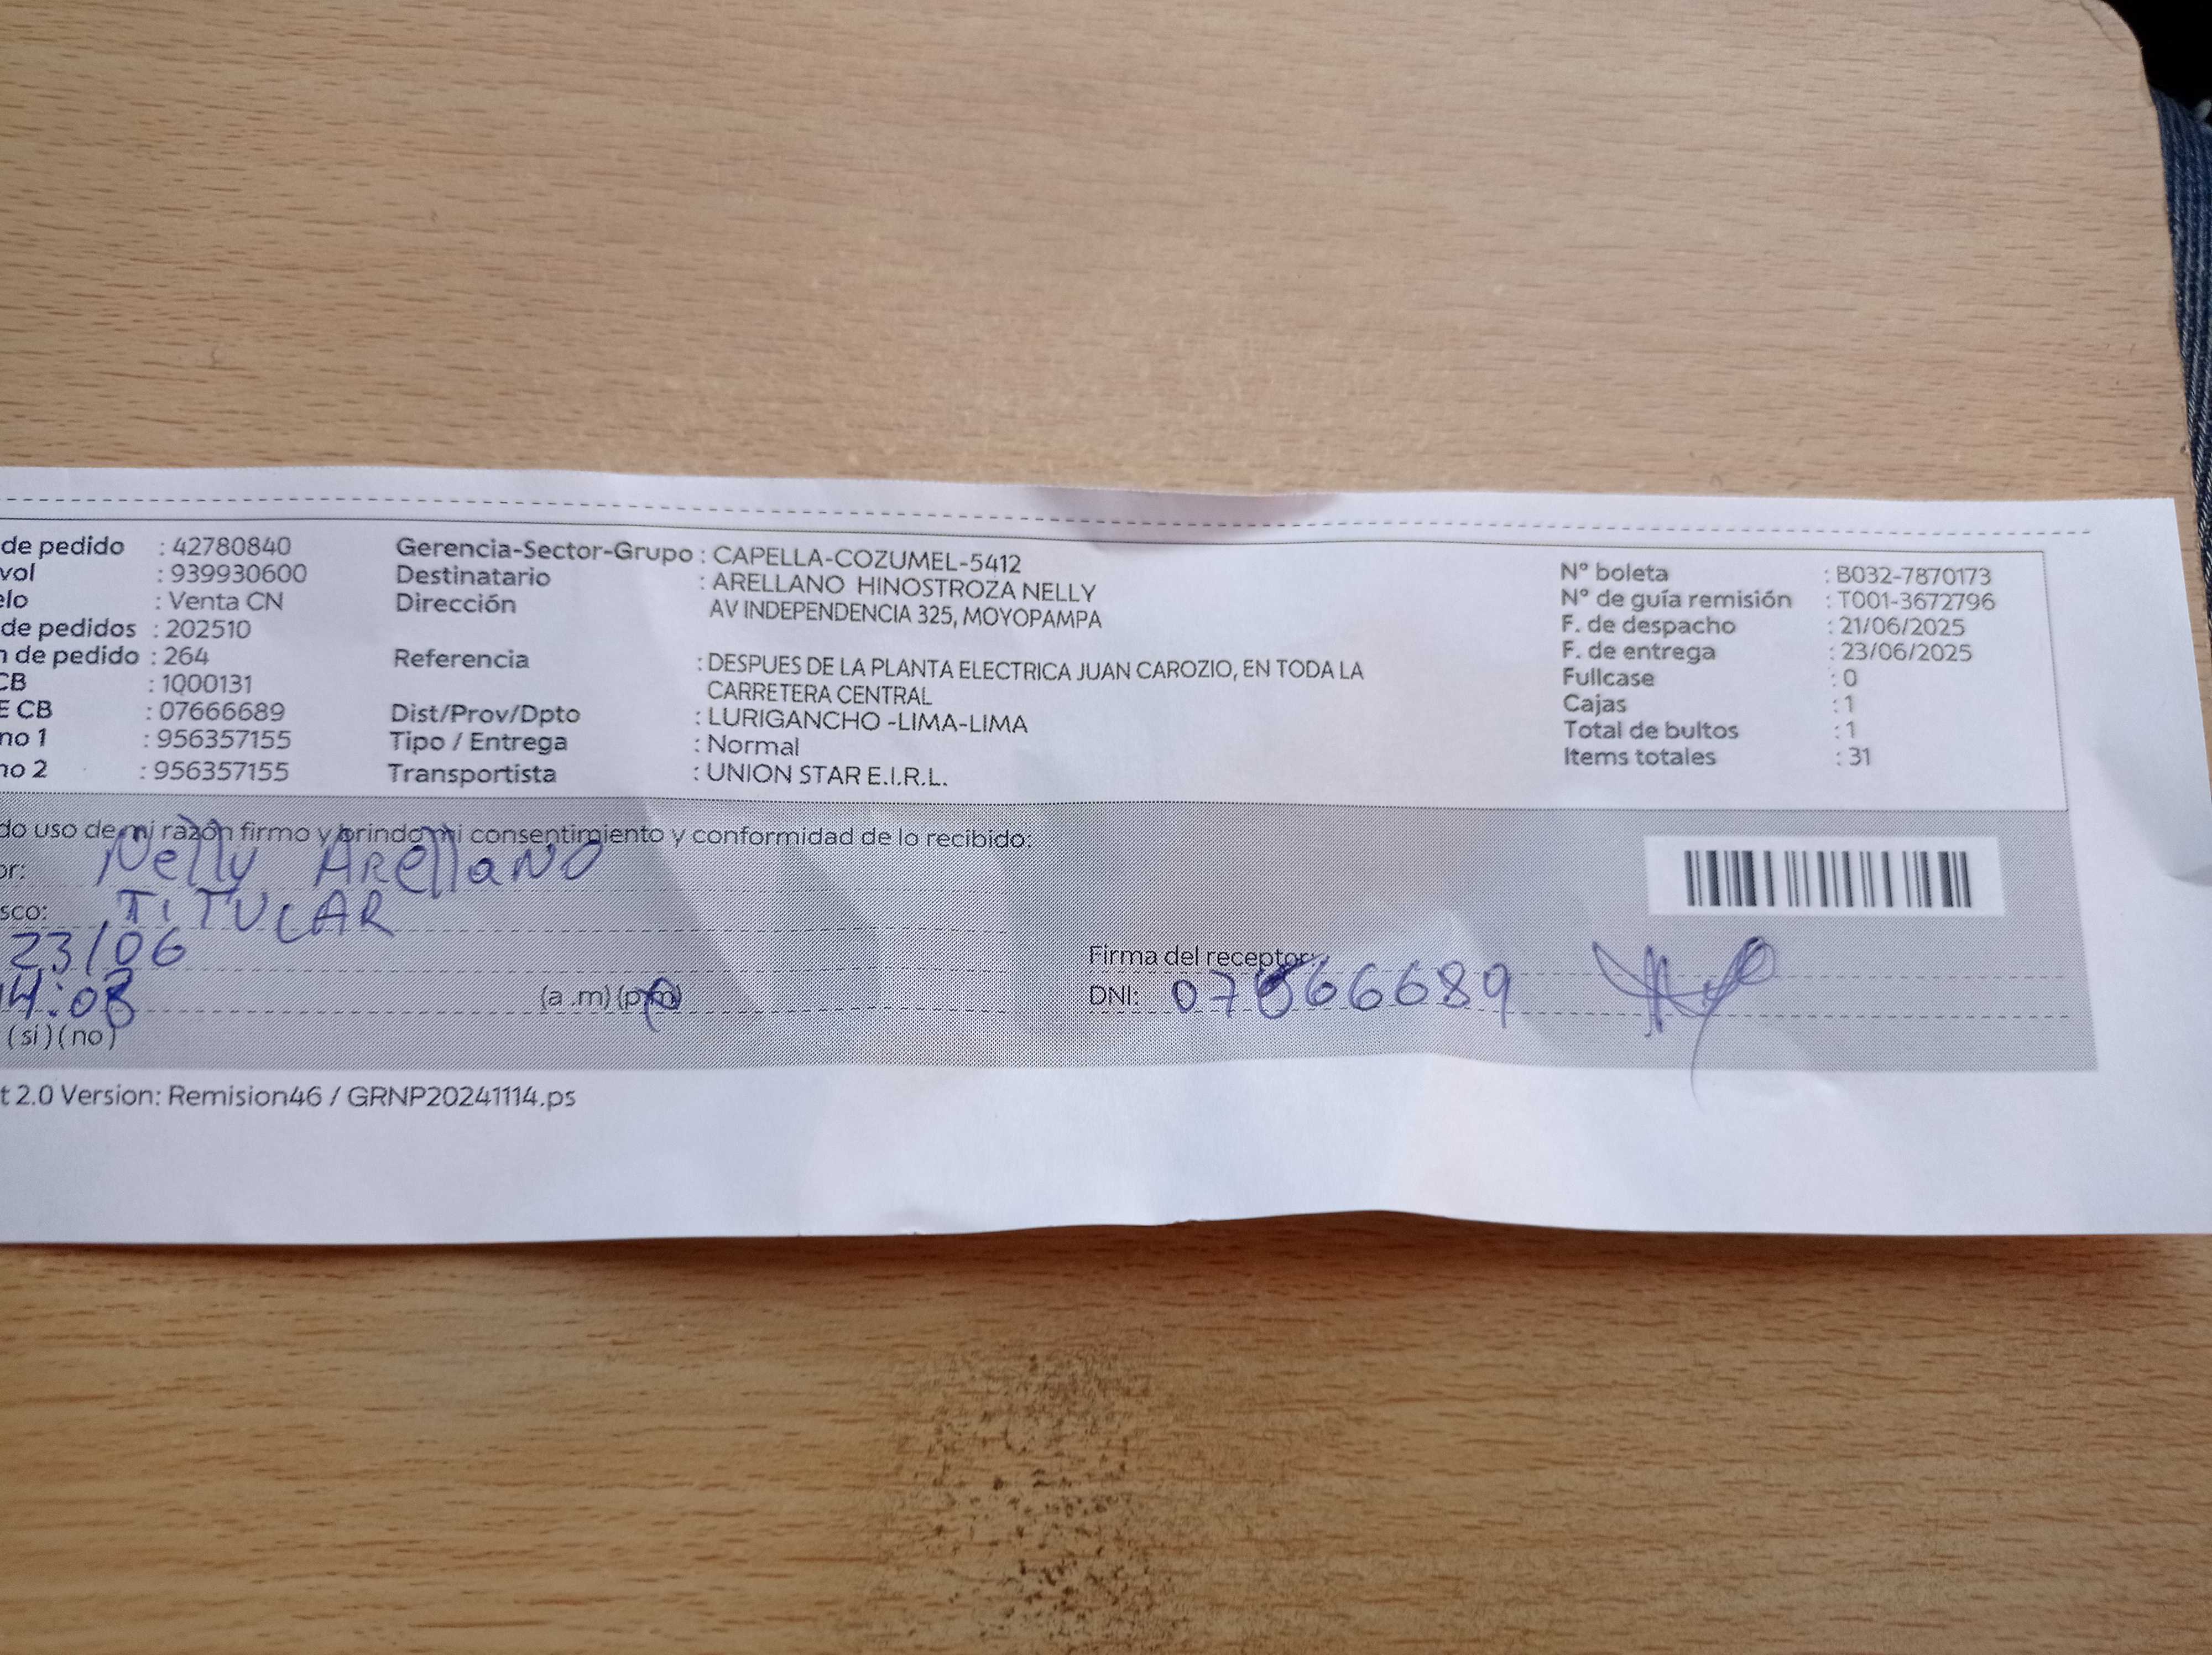 de pedido : 42780840
vol : 939930600
elo : Venta CN
de pedidos : 202510
n de pedido : 264
CB : 1000131
E CB : 07666689
no 1 : 956357155
no 2 : 956357155
Gerencia-Sector-Grupo : CAPELLA-COZUMEL-5412
Destinatario : ARELLANO HINOSTROZA NELLY
Dirección AV INDEPENDENCIA 325, MOYOPAMPA
Referencia : DESPUES DE LA PLANTA ELECTRICA JUAN CAROZIO, EN TODA LA
CARRETERA CENTRAL
Dist/Prov/Dpto : LURIGANCHO -LIMA-LIMA
Tipo / Entrega : Normal
Transportista : UNION STAR E.I.R.L.
N° boleta : B032-7870173
N° de guía remisión : T001-3672796
F. de despacho : 21/06/2025
F. de entrega : 23/06/2025
Fullcase : 0
Cajas : 1
Total de bultos : 1
Items totales : 31
do uso de mi razón firmo y brindo mi consentimiento y conformidad de lo recibido:
or: Nelly ARellaNO
sco: TITULAR
23/06
4:08 (a .m) (p.m)
(si) (no)
Firma del receptor:
DNI: 07666689
t 2.0 Version: Remision46 / GRNP20241114.ps